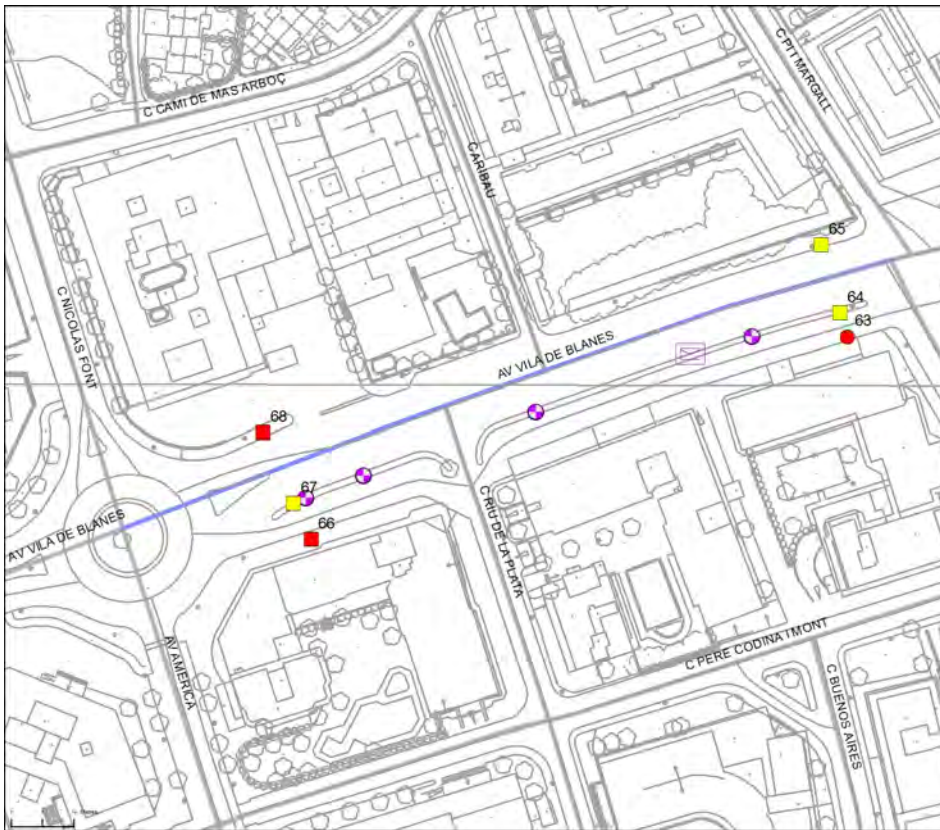 C CAMI DE MAS ARBOÇ
C PI I T MARGALL
C ARIBAU
65
C NICOLAS FONT
64
63
AV VILA DE BLANES
68
67
66
C RIU DE LA PLATA
AV VILA DE BLANES
AV AMERICA
C PERE CODINA I MONT
C BUENOS AIRES